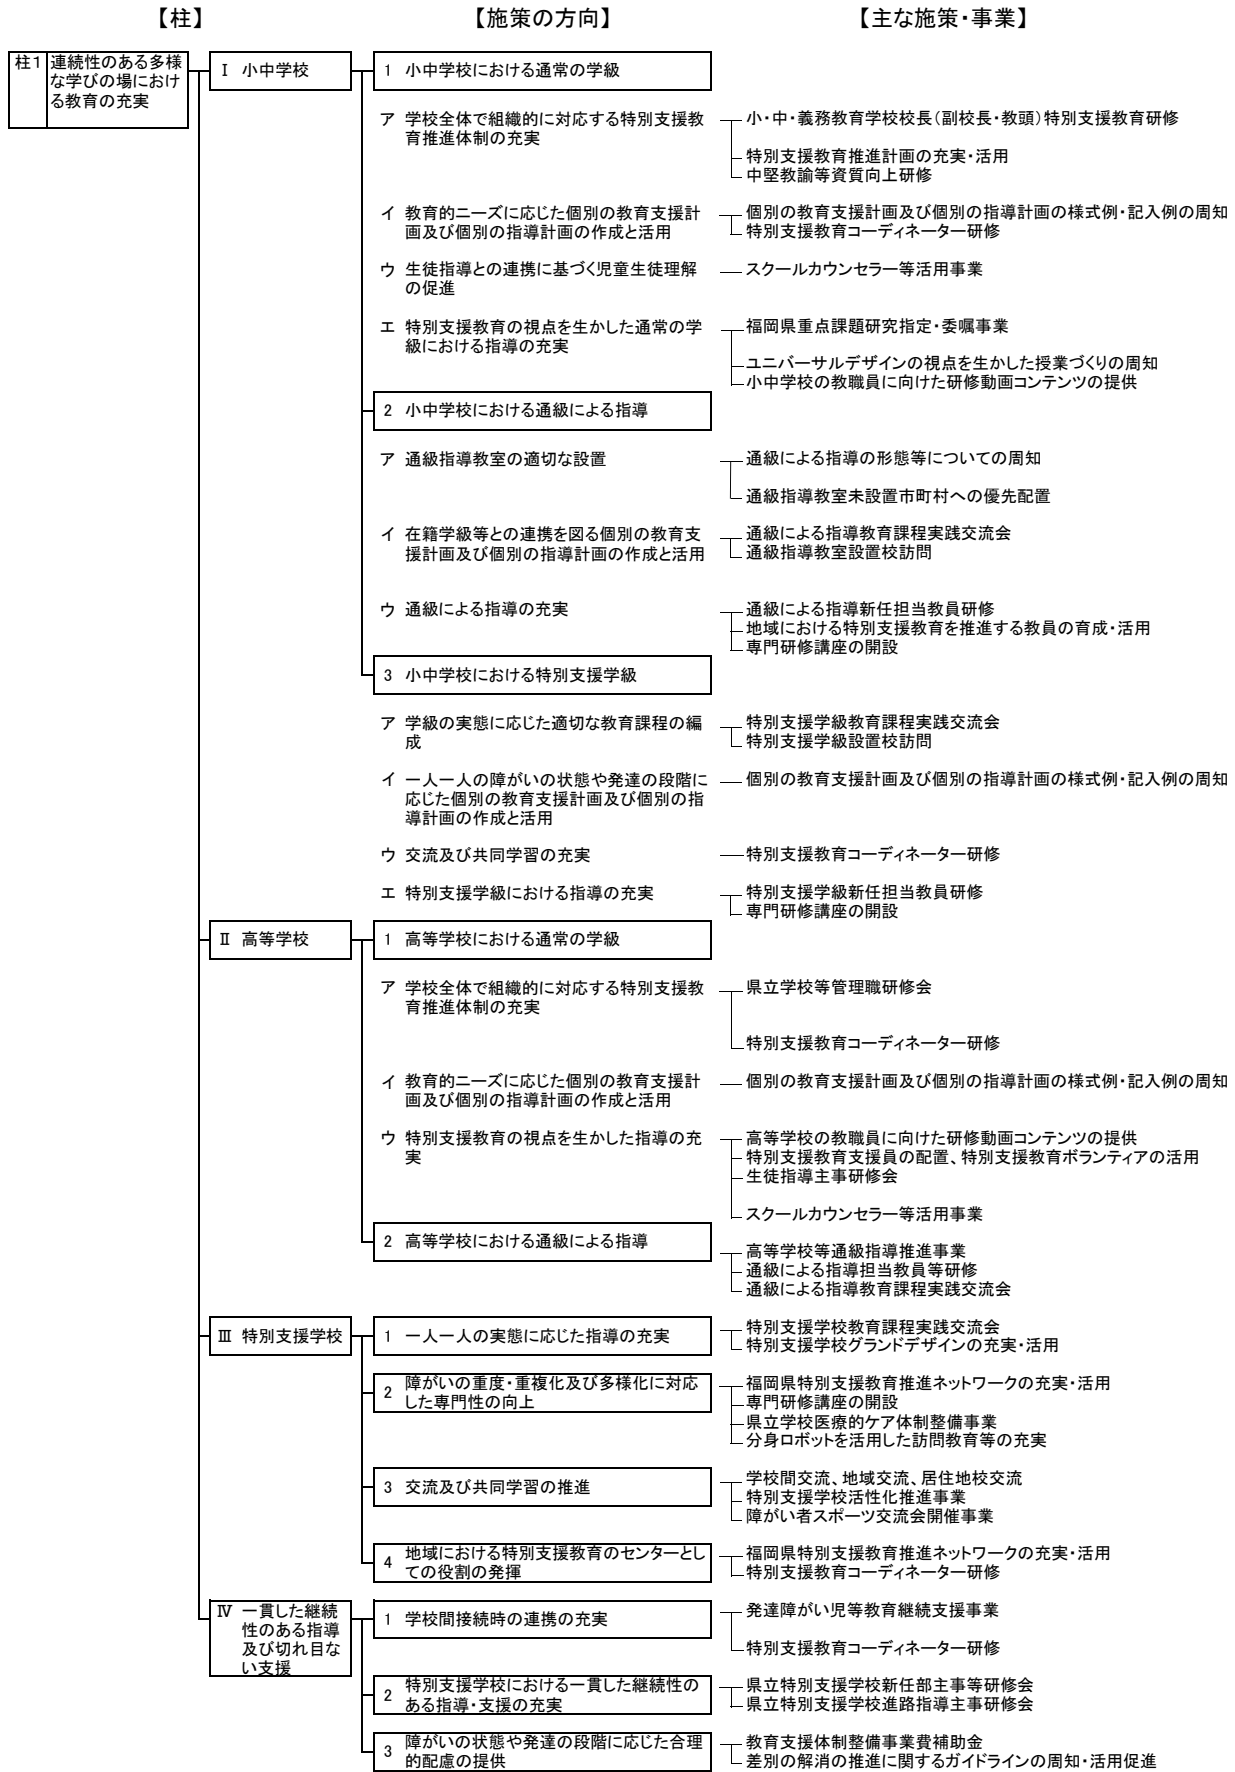 【柱】 【施策の方向】 【主な施策・事業】
柱1 連続性のある多様
な学びの場におけ
る教育の充実
Ⅰ 小中学校
1 小中学校における通常の学級
ア 学校全体で組織的に対応する特別支援教
育推進体制の充実
小・中・義務教育学校校長(副校長・教頭)特別支援教育研修
特別支援教育推進計画の充実・活用
中堅教諭等資質向上研修
イ 教育的ニーズに応じた個別の教育支援計
画及び個別の指導計画の作成と活用
個別の教育支援計画及び個別の指導計画の様式例・記入例の周知
特別支援教育コーディネーター研修
ウ 生徒指導との連携に基づく児童生徒理解
の促進
スクールカウンセラー等活用事業
エ 特別支援教育の視点を生かした通常の学
級における指導の充実
福岡県重点課題研究指定・委嘱事業
ユニバーサルデザインの視点を生かした授業づくりの周知
小中学校の教職員に向けた研修動画コンテンツの提供
2 小中学校における通級による指導
ア 通級指導教室の適切な設置
通級による指導の形態等についての周知
通級指導教室未設置市町村への優先配置
イ 在籍学級等との連携を図る個別の教育支
援計画及び個別の指導計画の作成と活用
通級による指導教育課程実践交流会
通級指導教室設置校訪問
ウ 通級による指導の充実
通級による指導新任担当教員研修
地域における特別支援教育を推進する教員の育成・活用
専門研修講座の開設
3 小中学校における特別支援学級
ア 学級の実態に応じた適切な教育課程の編
成
特別支援学級教育課程実践交流会
特別支援学級設置校訪問
イ 一人一人の障がいの状態や発達の段階に
応じた個別の教育支援計画及び個別の指
導計画の作成と活用
個別の教育支援計画及び個別の指導計画の様式例・記入例の周知
ウ 交流及び共同学習の充実
特別支援教育コーディネーター研修
エ 特別支援学級における指導の充実
特別支援学級新任担当教員研修
専門研修講座の開設
Ⅱ 高等学校
1 高等学校における通常の学級
ア 学校全体で組織的に対応する特別支援教
育推進体制の充実
県立学校等管理職研修会
特別支援教育コーディネーター研修
イ 教育的ニーズに応じた個別の教育支援計
画及び個別の指導計画の作成と活用
個別の教育支援計画及び個別の指導計画の様式例・記入例の周知
ウ 特別支援教育の視点を生かした指導の充
実
高等学校の教職員に向けた研修動画コンテンツの提供
特別支援教育支援員の配置、特別支援教育ボランティアの活用
生徒指導主事研修会
スクールカウンセラー等活用事業
2 高等学校における通級による指導
高等学校等通級指導推進事業
通級による指導担当教員等研修
通級による指導教育課程実践交流会
Ⅲ 特別支援学校
1 一人一人の実態に応じた指導の充実
特別支援学校教育課程実践交流会
特別支援学校グランドデザインの充実・活用
2 障がいの重度・重複化及び多様化に対応
した専門性の向上
福岡県特別支援教育推進ネットワークの充実・活用
専門研修講座の開設
県立学校医療的ケア体制整備事業
分身ロボットを活用した訪問教育等の充実
3 交流及び共同学習の推進
学校間交流、地域交流、居住地校交流
特別支援学校活性化推進事業
障がい者スポーツ交流会開催事業
4 地域における特別支援教育のセンターとし
ての役割の発揮
福岡県特別支援教育推進ネットワークの充実・活用
特別支援教育コーディネーター研修
Ⅳ 一貫した継続
性のある指導
及び切れ目な
い支援
1 学校間接続時の連携の充実
発達障がい児等教育継続支援事業
特別支援教育コーディネーター研修
2 特別支援学校における一貫した継続性の
ある指導・支援の充実
県立特別支援学校新任部主事等研修会
県立特別支援学校進路指導主事研修会
3 障がいの状態や発達の段階に応じた合理
的配慮の提供
教育支援体制整備事業費補助金
差別の解消の推進に関するガイドラインの周知・活用促進